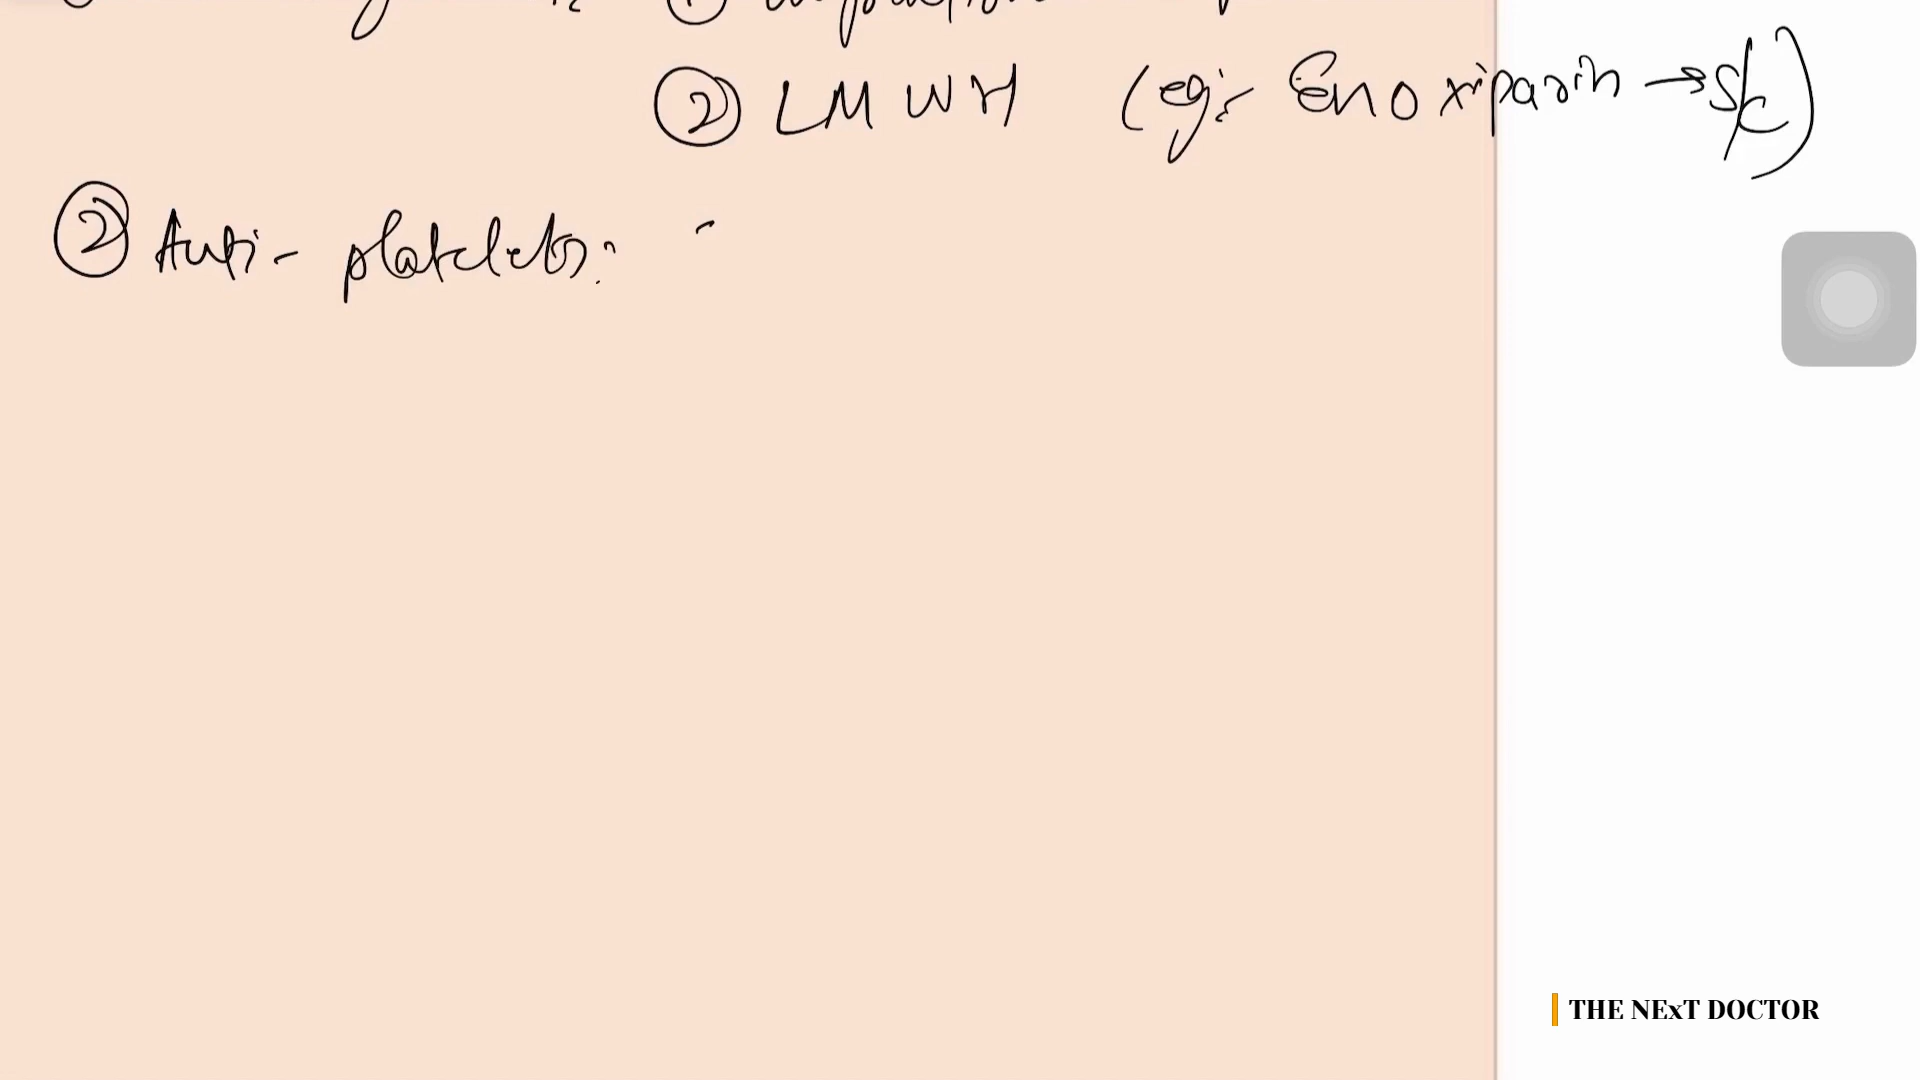 ② LMWH (eg:- Enoxiparin → S/C)
② Anti-platelets:
THE NExT DOCTOR